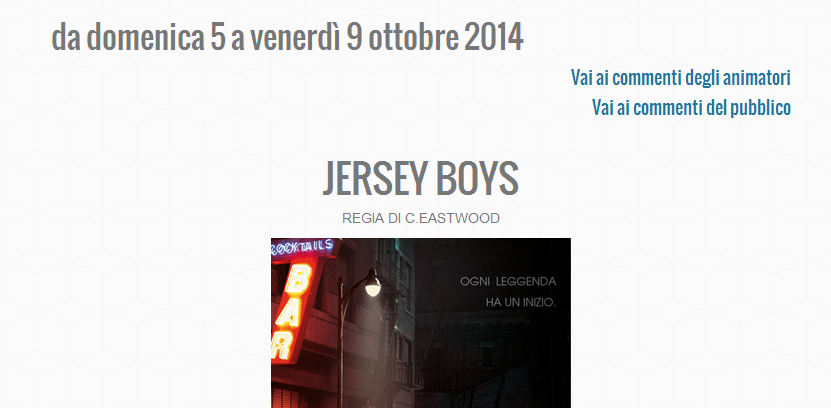 da domenica 5 a venerdì 9 ottobre 2014
Vai ai commenti degli animatori
Vai ai commenti del pubblico
JERSEY BOYS
REGIA DI C.EASTWOOD
COCKTAILS
BAR
OGNI LEGGENDA
HA UN INIZIO.